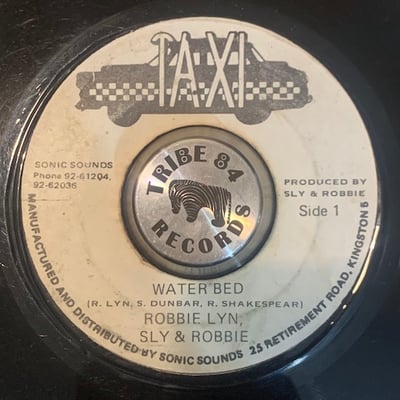 TAXI
SONIC SOUNDS
Phone 92-61204,
92-62036
PRODUCED BY
SLY & ROBBIE
Side 1
TRIBE 84
RECORDS
WATER BED
(R. LYN, S. DUNBAR, R. SHAKESPEAR)
ROBBIE LYN,
SLY & ROBBIE
MANUFACTURED AND DISTRIBUTED BY SONIC SOUNDS 25 RETIREMENT ROAD, KINGSTON 5